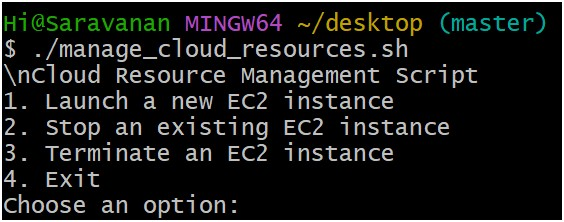 Hi@Saravanan MINGW64 ~/desktop (master)
$ ./manage_cloud_resources.sh
\nCloud Resource Management Script
1. Launch a new EC2 instance
2. Stop an existing EC2 instance
3. Terminate an EC2 instance
4. Exit
Choose an option: